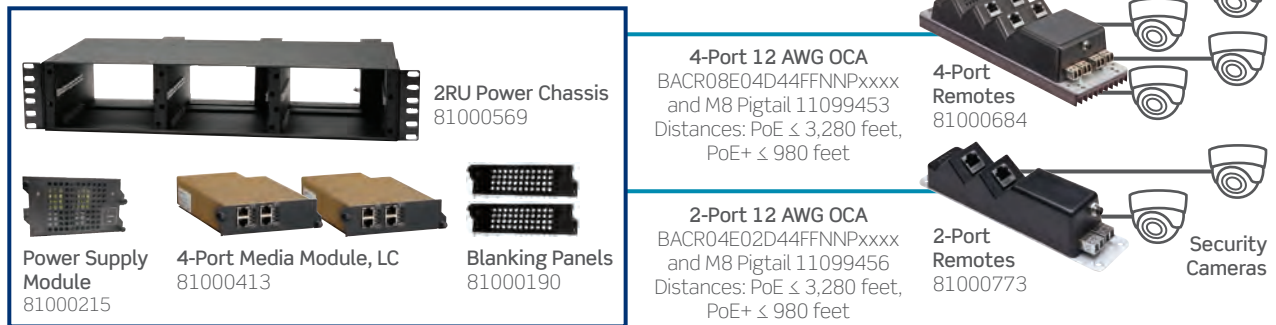 2RU Power Chassis
81000569
Power Supply
Module
81000215
4-Port Media Module, LC
81000413
Blanking Panels
81000190
4-Port 12 AWG OCA
BACR08E04D44FFNNPxxxx
and M8 Pigtail 11099453
Distances: PoE ≤ 3,280 feet,
PoE+ ≤ 980 feet
4-Port
Remotes
81000684
2-Port 12 AWG OCA
BACR04E02D44FFNNPxxxx
and M8 Pigtail 11099456
Distances: PoE ≤ 3,280 feet,
PoE+ ≤ 980 feet
2-Port
Remotes
81000773
Security
Cameras